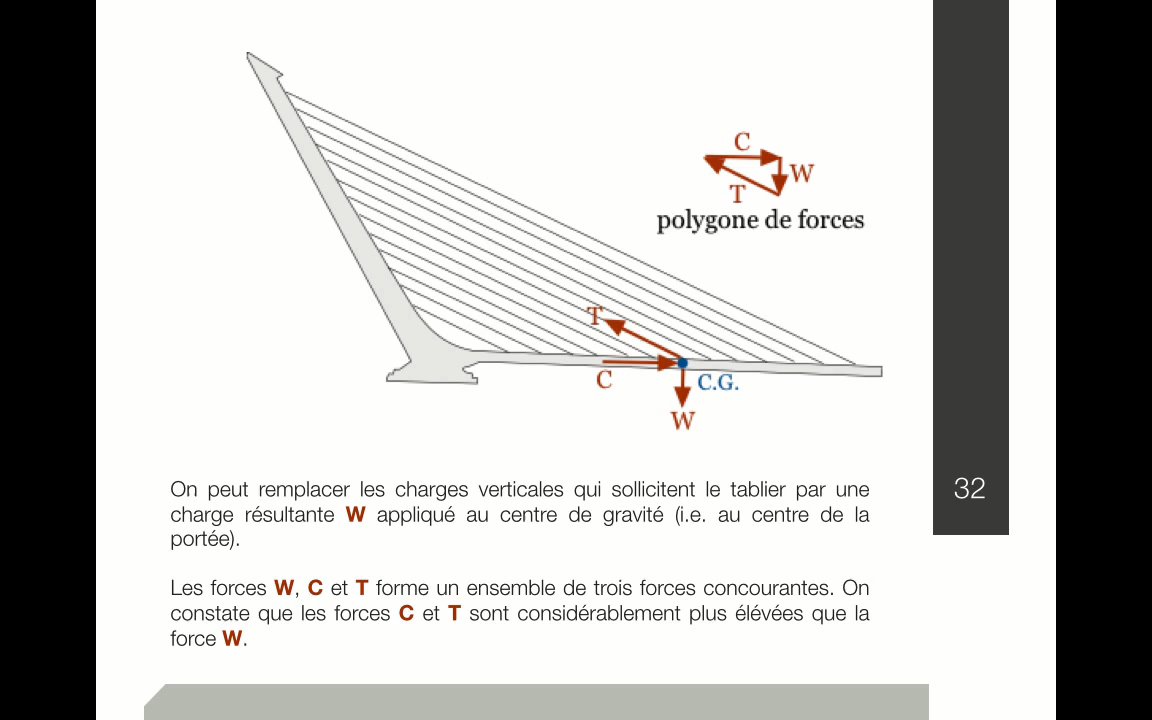 C
W
T
polygone de forces
T
C
C.G.
W
On peut remplacer les charges verticales qui sollicitent le tablier par une
charge résultante W appliqué au centre de gravité (i.e. au centre de la
portée).
32
Les forces W, C et T forme un ensemble de trois forces concourantes. On
constate que les forces C et T sont considérablement plus élévées que la
force W.